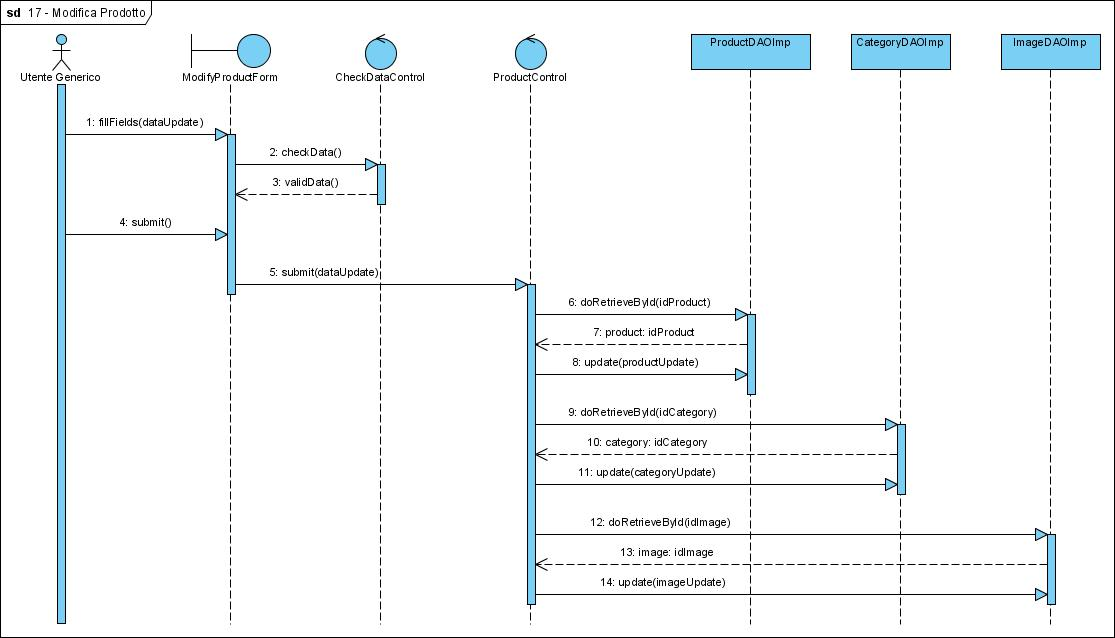 sd 17 - Modifica Prodotto
Utente Generico
ModifyProductForm
CheckDataControl
ProductControl
ProductDAOImp
CategoryDAOImp
ImageDAOImp
1: fillFields(dataUpdate)
2: checkData()
3: validData()
4: submit()
5: submit(dataUpdate)
6: doRetrieveById(idProduct)
7: product: idProduct
8: update(productUpdate)
9: doRetrieveById(idCategory)
10: category: idCategory
11: update(categoryUpdate)
12: doRetrieveById(idImage)
13: image: idImage
14: update(imageUpdate)